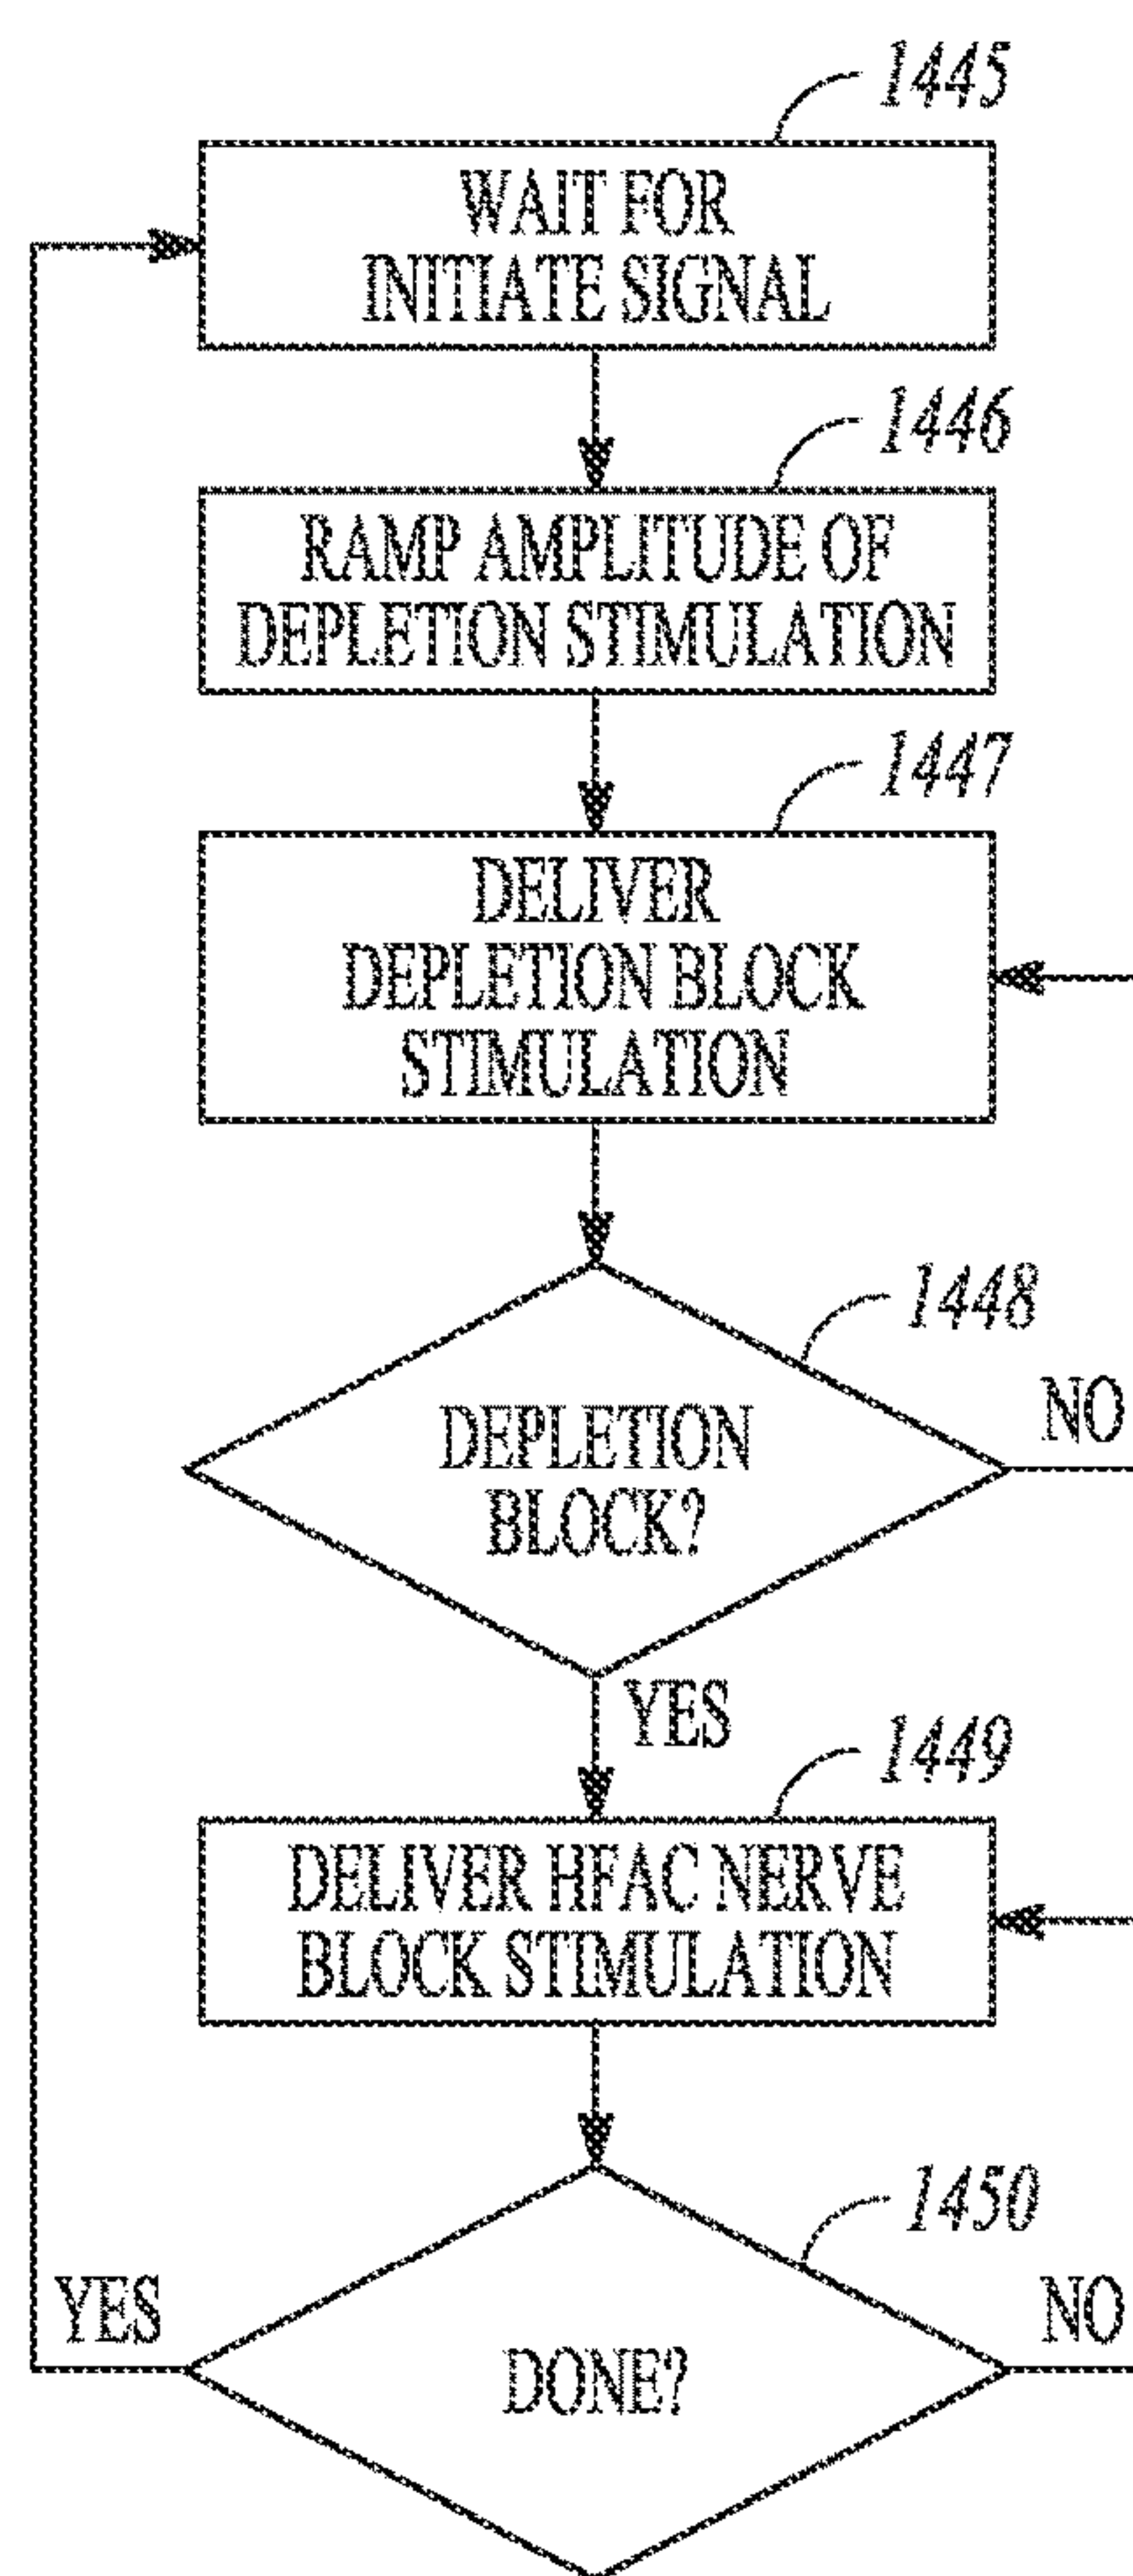 1445
WAIT FOR
INITIATE SIGNAL
1446
RAMP AMPLITUDE OF
DEPLETION STIMULATION
1447
DELIVER
DEPLETION BLOCK
STIMULATION
1448
DEPLETION
BLOCK?
NO
YES
1449
DELIVER HFAC NERVE
BLOCK STIMULATION
1450
YES
DONE?
NO